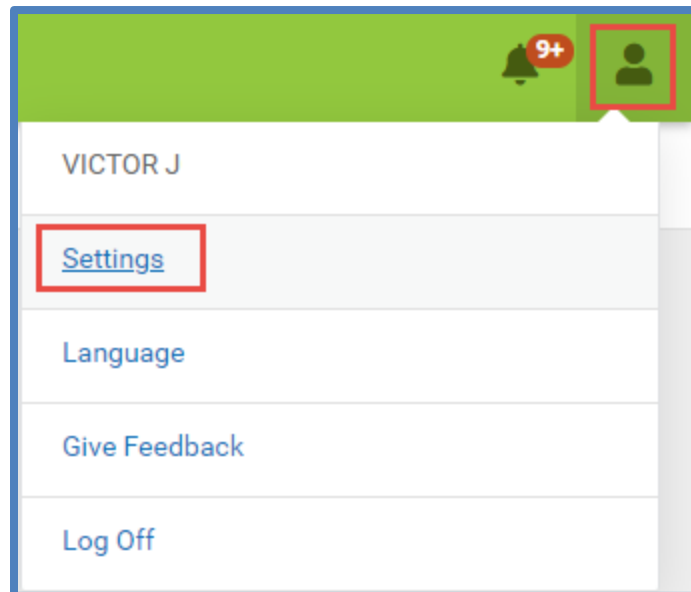 9+
VICTOR J
Settings
Language
Give Feedback
Log Off